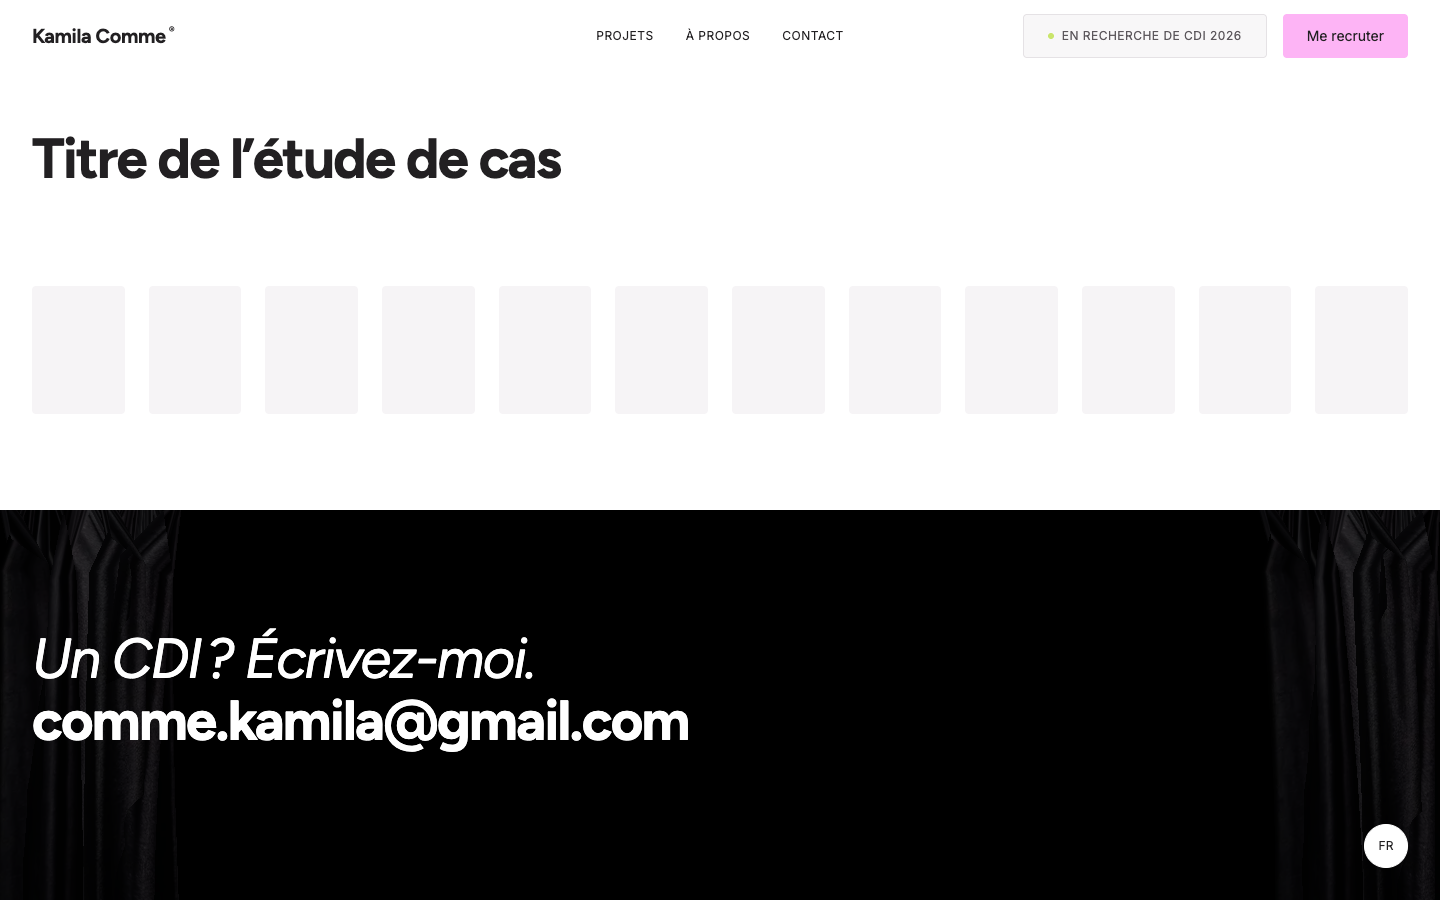 Kamila Comme®
PROJETS
À PROPOS
CONTACT
EN RECHERCHE DE CDI 2026
Me recruter
Titre de l’étude de cas
Un CDI ? Écrivez-moi.
comme.kamila@gmail.com
FR